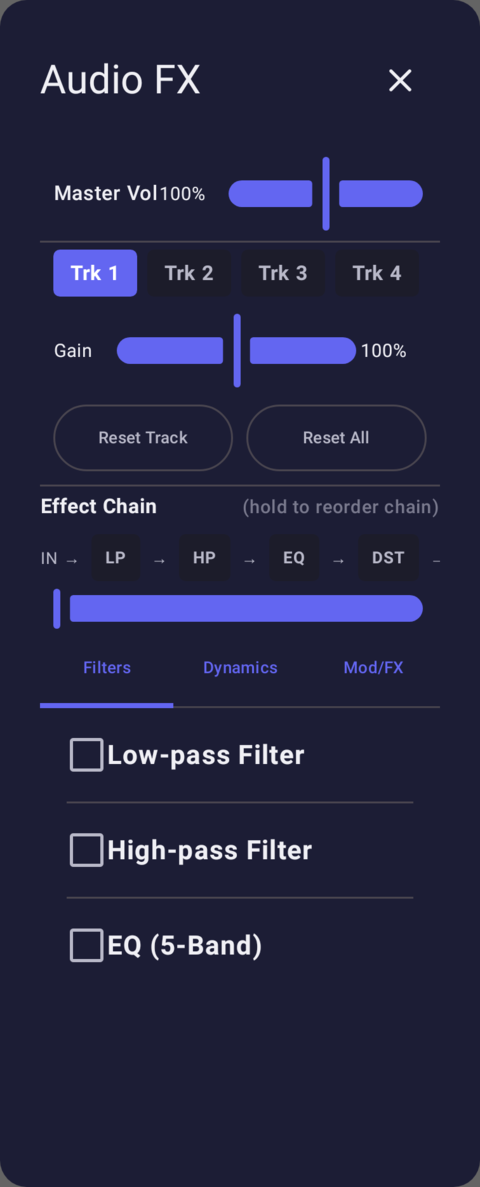 Audio FX
Master Vol 100%
Trk 1 Trk 2 Trk 3 Trk 4
Gain 100%
Reset Track Reset All
Effect Chain (hold to reorder chain)
IN → LP → HP → EQ → DST
Filters Dynamics Mod/FX
Low-pass Filter
High-pass Filter
EQ (5-Band)